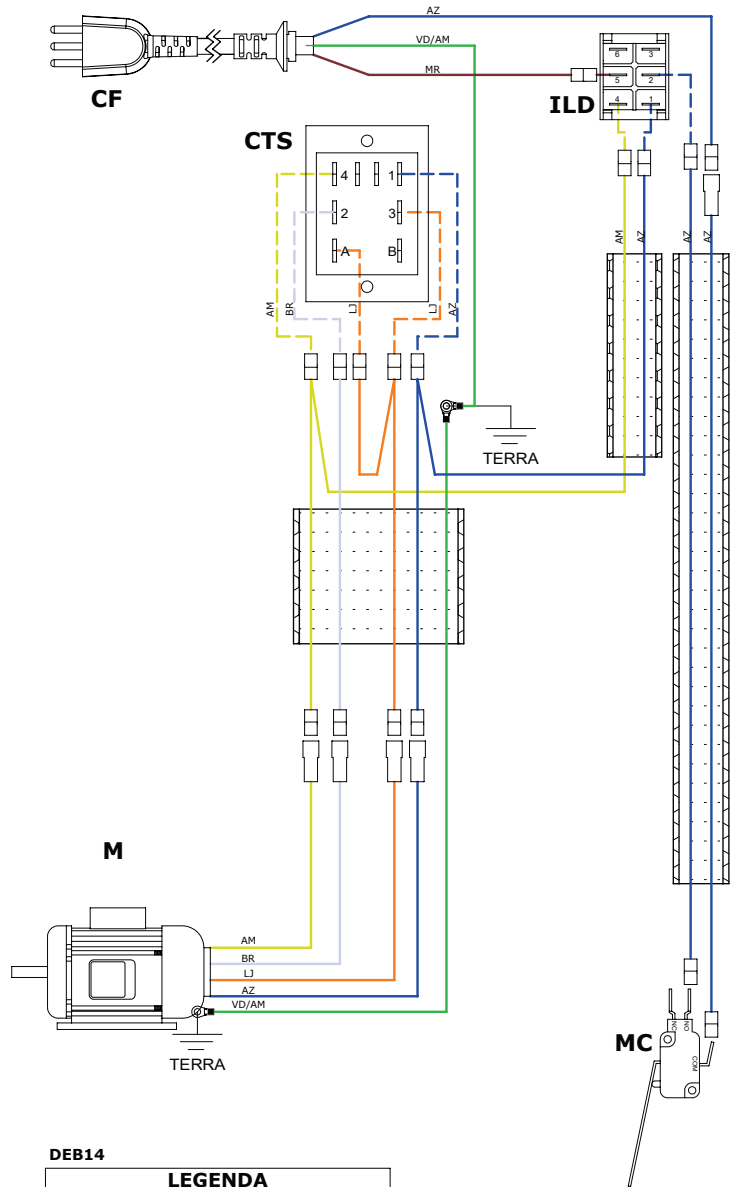 AZ
VD/AM
MR
CF
ILD
6 3
5 2
4 1
CTS
4 1
2 3
A B
AM
BR
LJ
LJ
AZ
AM
AZ
AZ
AZ
TERRA
M
AM
BR
LJ
AZ
VD/AM
TERRA
MC
NC
NO
COM
DEB14
LEGENDA